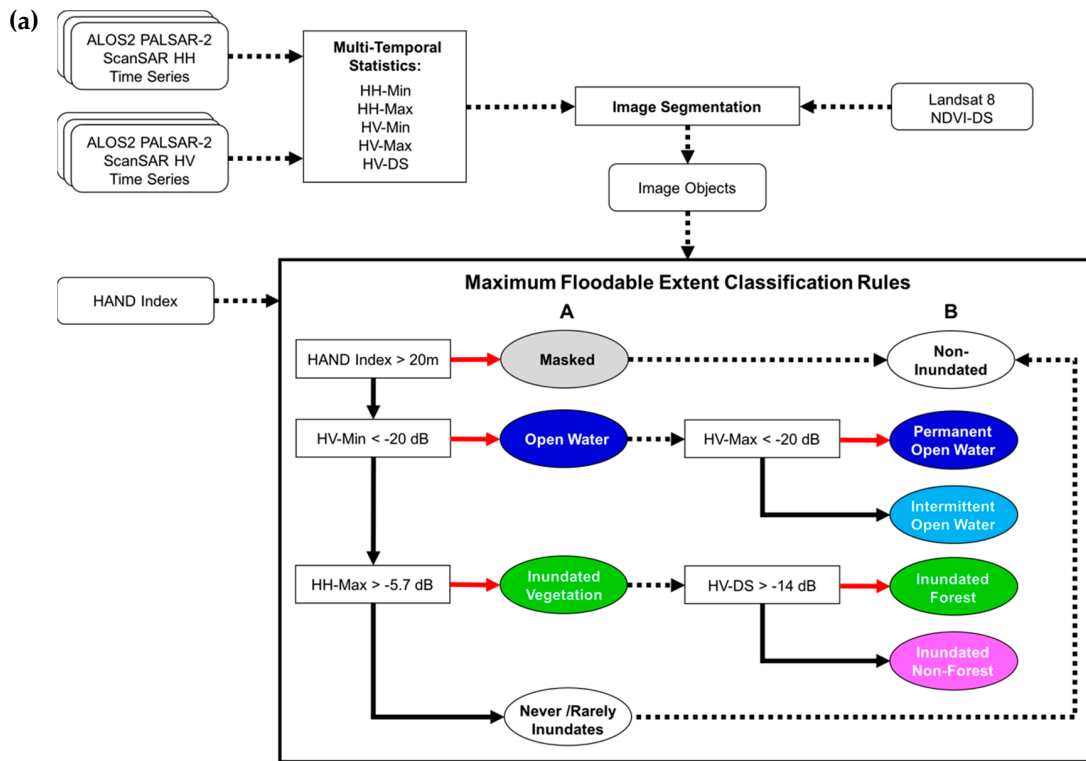 (a)
ALOS2 PALSAR-2
ScanSAR HH
Time Series
ALOS2 PALSAR-2
ScanSAR HV
Time Series
Multi-Temporal
Statistics:
HH-Min
HH-Max
HV-Min
HV-Max
HV-DS
Image Segmentation
Landsat 8
NDVI-DS
Image Objects
HAND Index
Maximum Floodable Extent Classification Rules
A
B
HAND Index > 20m
Masked
Non-
Inundated
HV-Min < -20 dB
Open Water
HV-Max < -20 dB
Permanent
Open Water
Intermittent
Open Water
HH-Max > -5.7 dB
Inundated
Vegetation
HV-DS > -14 dB
Inundated
Forest
Inundated
Non-Forest
Never /Rarely
Inundates